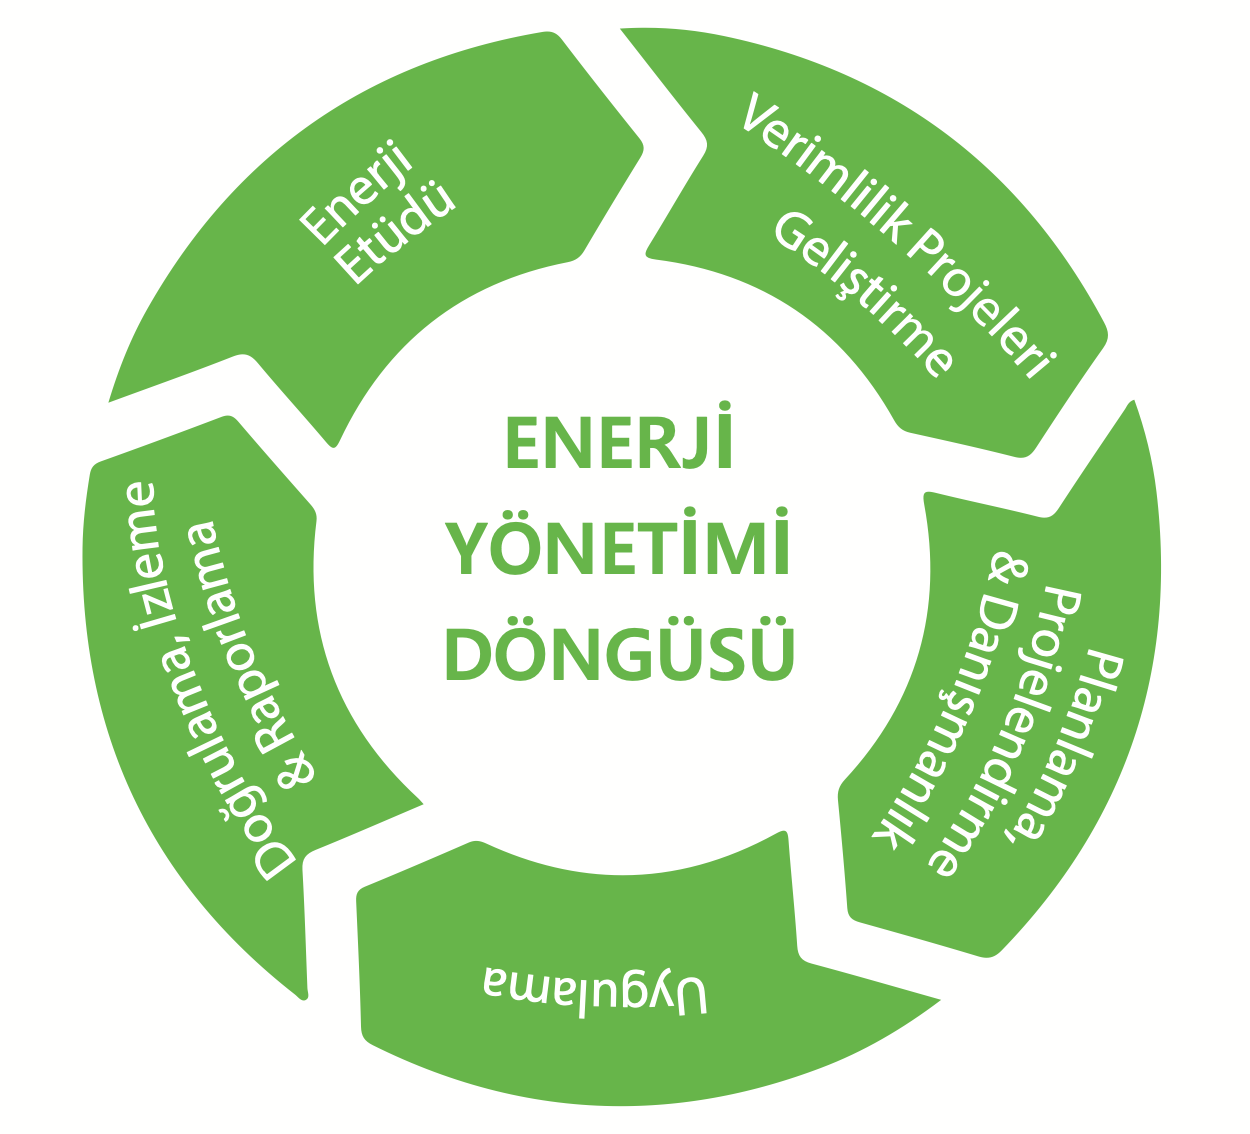 Enerji
Etüdü
Verimlilik Projeleri
Geliştirme
Planlama,
Projelendirme
& Danışmanlık
Uygulama
Doğrulama, İzleme
& Raporlama
ENERJİ
YÖNETİMİ
DÖNGÜSÜ